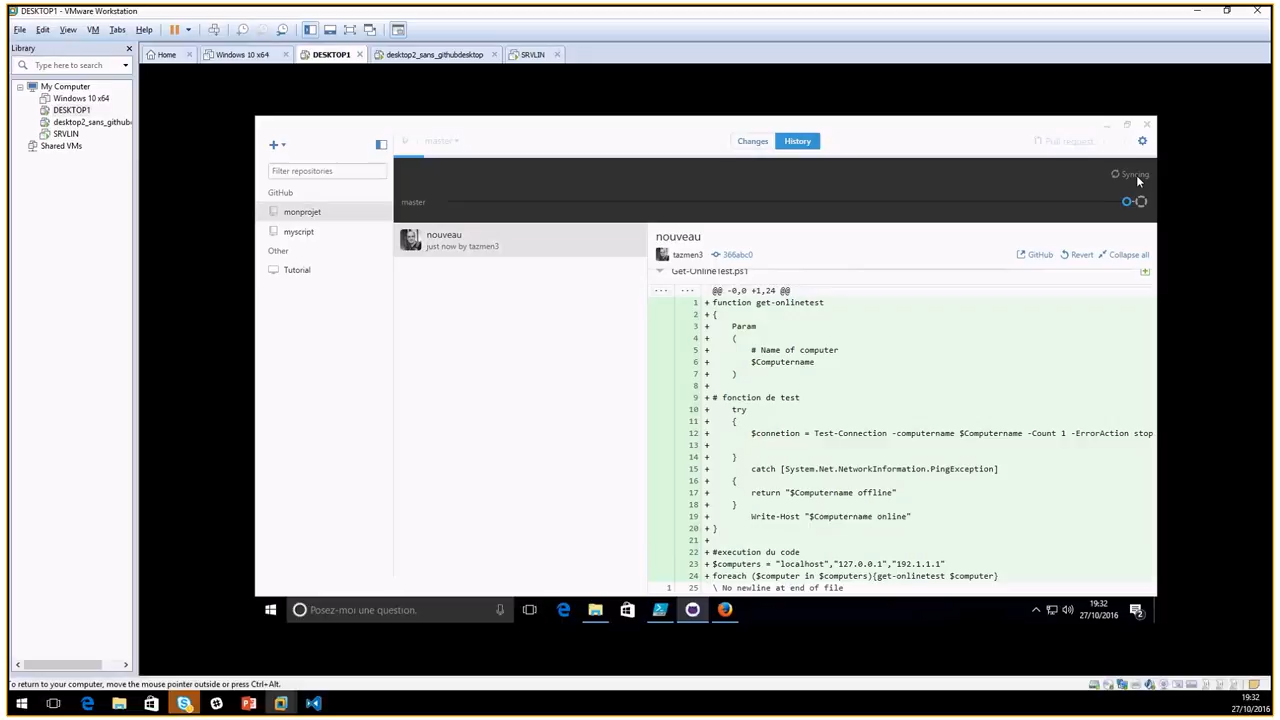 DESKTOP1 - VMware Workstation
File Edit View VM Tabs Help
Library
Type here to search
My Computer
Windows 10 x64
DESKTOP1
desktop2_sans_githubde
SRVLIN
Shared VMs
Home
Windows 10 x64
DESKTOP1
desktop2_sans_githubdesktop
SRVLIN
master
Changes
History
Pull request
Filter repositories
GitHub
monprojet
myscript
Other
Tutorial
Syncing
master
nouveau
just now by tazmen3
nouveau
tazmen3 366abc0
GitHub Revert Collapse all
Get-OnlineTest.ps1
... ... @@ -0,0 +1,24 @@
1 + function get-onlinetest
2 + {
3 + Param
4 + (
5 + # Name of computer
6 + $Computername
7 + )
8 +
9 + # fonction de test
10 + try
11 + {
12 + $connetion = Test-Connection -computername $Computername -Count 1 -ErrorAction stop
13 +
14 + }
15 + catch [System.Net.NetworkInformation.PingException]
16 + {
17 + return "$Computername offline"
18 + }
19 + Write-Host "$Computername online"
20 + }
21 +
22 + #execution du code
23 + $computers = "localhost","127.0.0.1","192.1.1.1"
24 + foreach ($computer in $computers){get-onlinetest $computer}
1 25 \ No newline at end of file
Posez-moi une question.
19:32
27/10/2016
2
To return to your computer, move the mouse pointer outside or press Ctrl+Alt.
19:32
27/10/2016